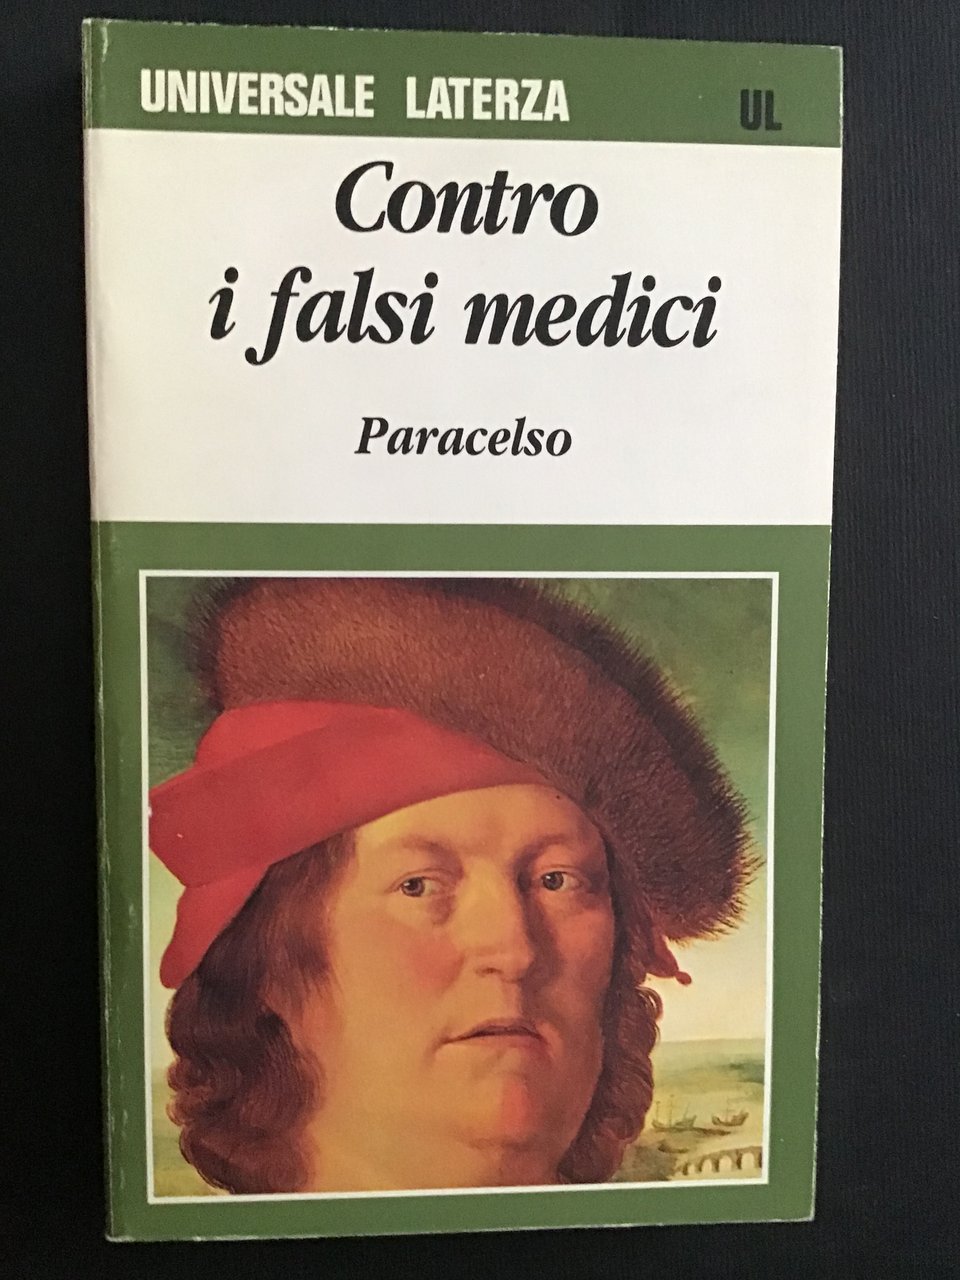 UNIVERSALE LATERZA UL
Contro
i falsi medici
Paracelso